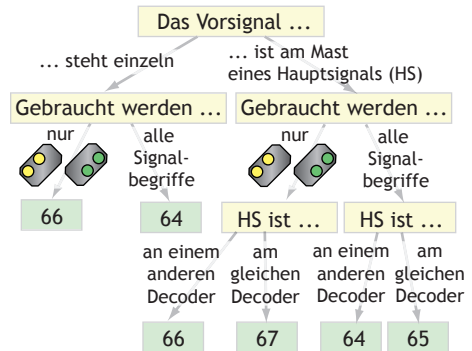 Das Vorsignal ...
... steht einzeln
... ist am Mast
eines Hauptsignals (HS)
Gebraucht werden ...
Gebraucht werden ...
nur
alle
Signal-
begriffe
nur
alle
Signal-
begriffe
66
64
HS ist ...
HS ist ...
an einem
anderen
Decoder
am
gleichen
Decoder
an einem
anderen
Decoder
am
gleichen
Decoder
66
67
64
65